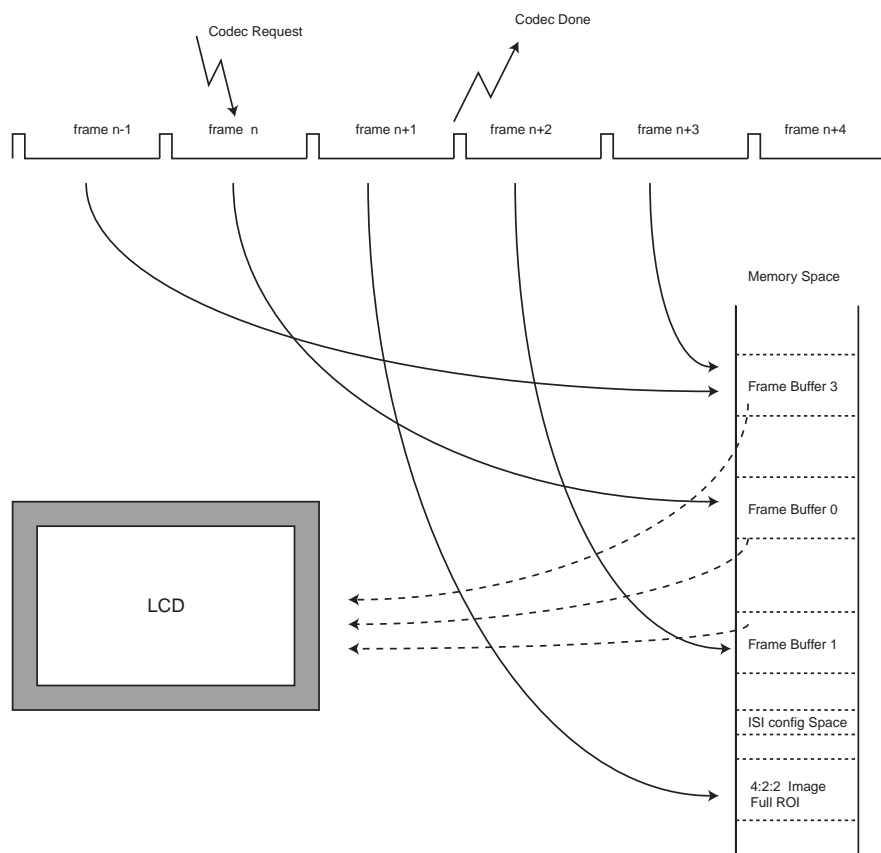 Codec Request
Codec Done
frame n-1
frame n
frame n+1
frame n+2
frame n+3
frame n+4
Memory Space
Frame Buffer 3
Frame Buffer 0
LCD
Frame Buffer 1
ISI config Space
4:2:2 Image
Full ROI